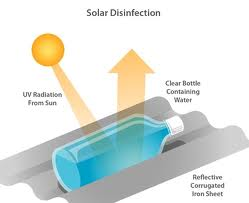 Solar Disinfection
UV Radiation
From Sun
Clear Bottle
Containing
Water
Reflective
Corrugated
Iron Sheet